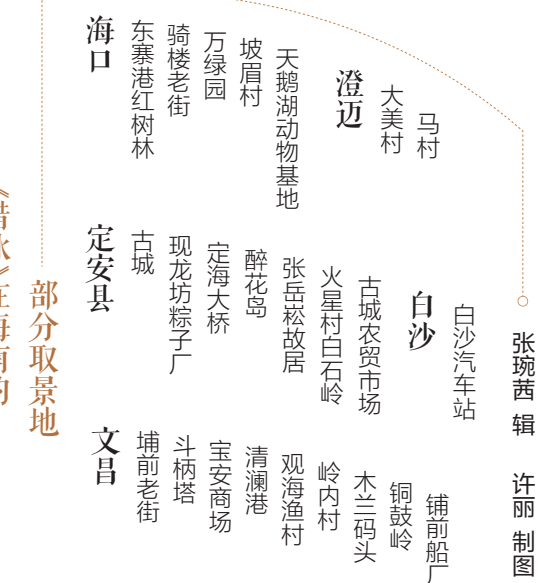 《猎冰》在海南的
部分取景地
海口
东寨港红树林
骑楼老街
万绿园
坡眉村
天鹅湖动物基地
澄迈
大美村
马村
定安县
古城
现龙坊粽子厂
定海大桥
醉花岛
张岳崧故居
火星村白石岭
古城农贸市场
白沙
白沙汽车站
文昌
埔前老街
斗柄塔
宝安商场
清澜港
观海渔村
岭内村
木兰码头
铜鼓岭
铺前船厂
张琬茜 辑 许丽 制图